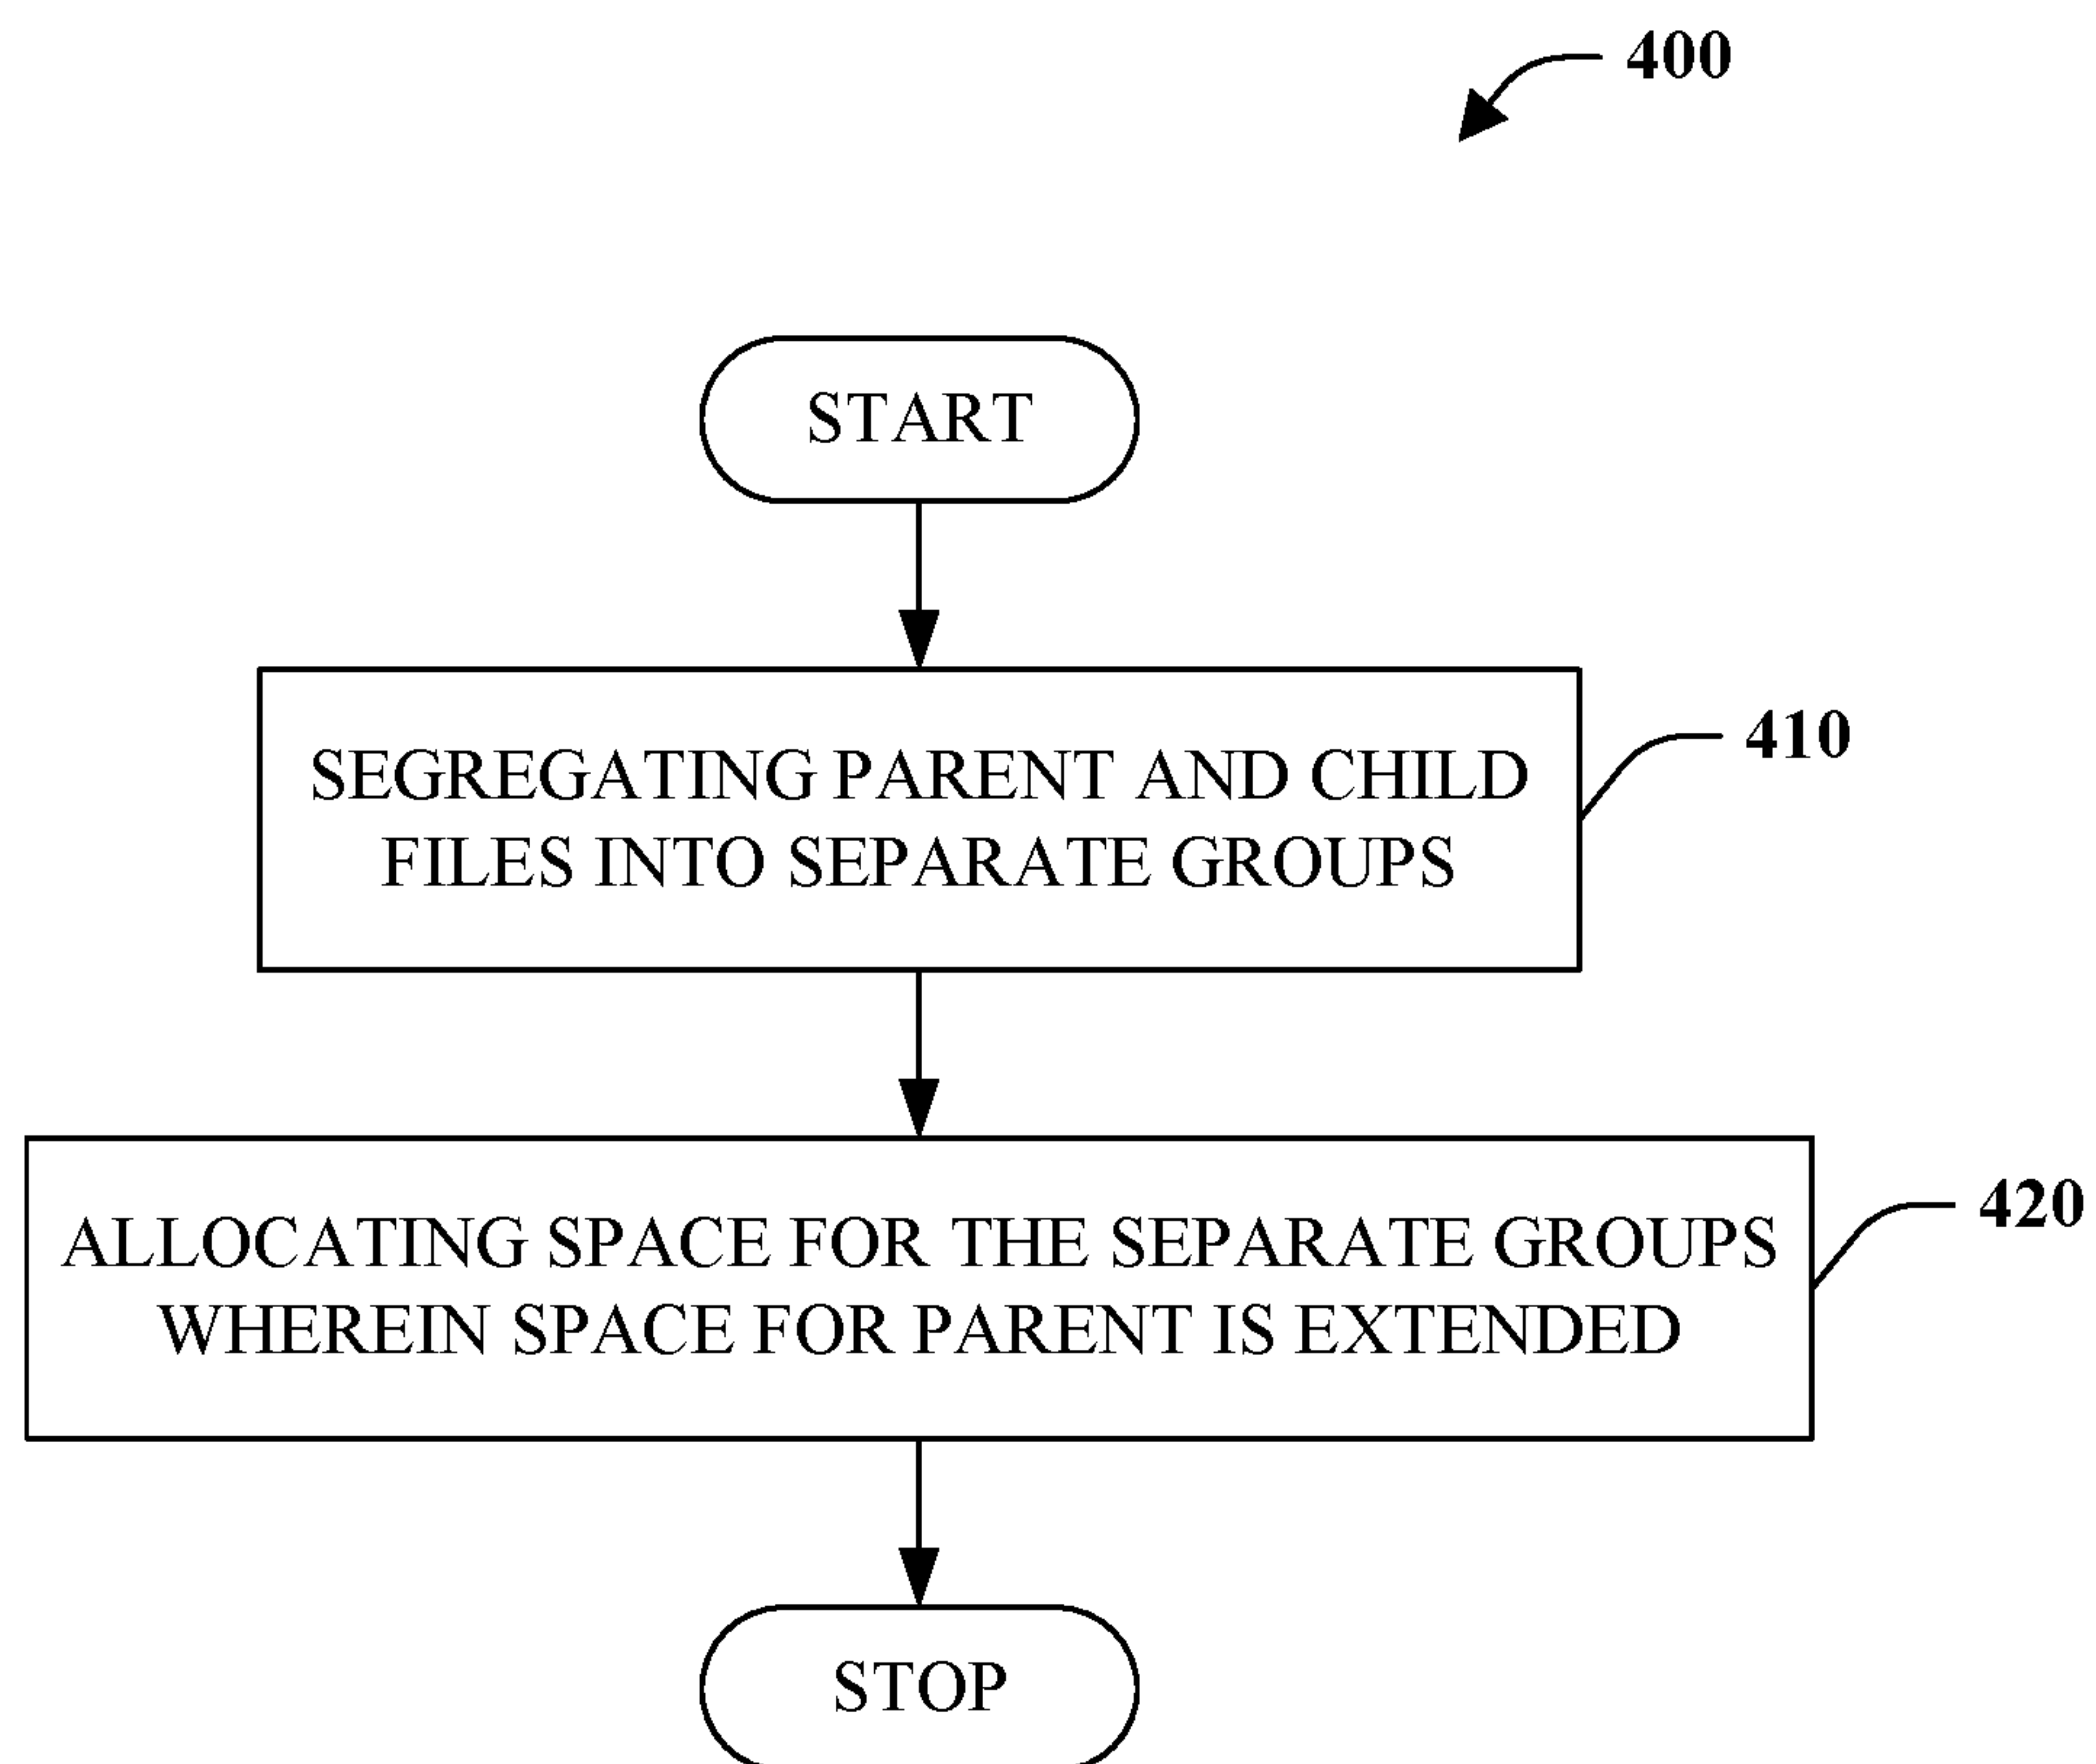 400
START
SEGREGATING PARENT AND CHILD
FILES INTO SEPARATE GROUPS
410
ALLOCATING SPACE FOR THE SEPARATE GROUPS
WHEREIN SPACE FOR PARENT IS EXTENDED
420
STOP